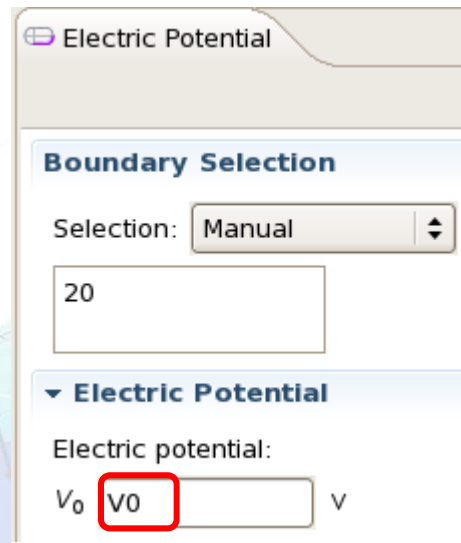 Electric Potential
Boundary Selection
Selection: Manual
20
Electric Potential
Electric potential:
V₀ V0 V